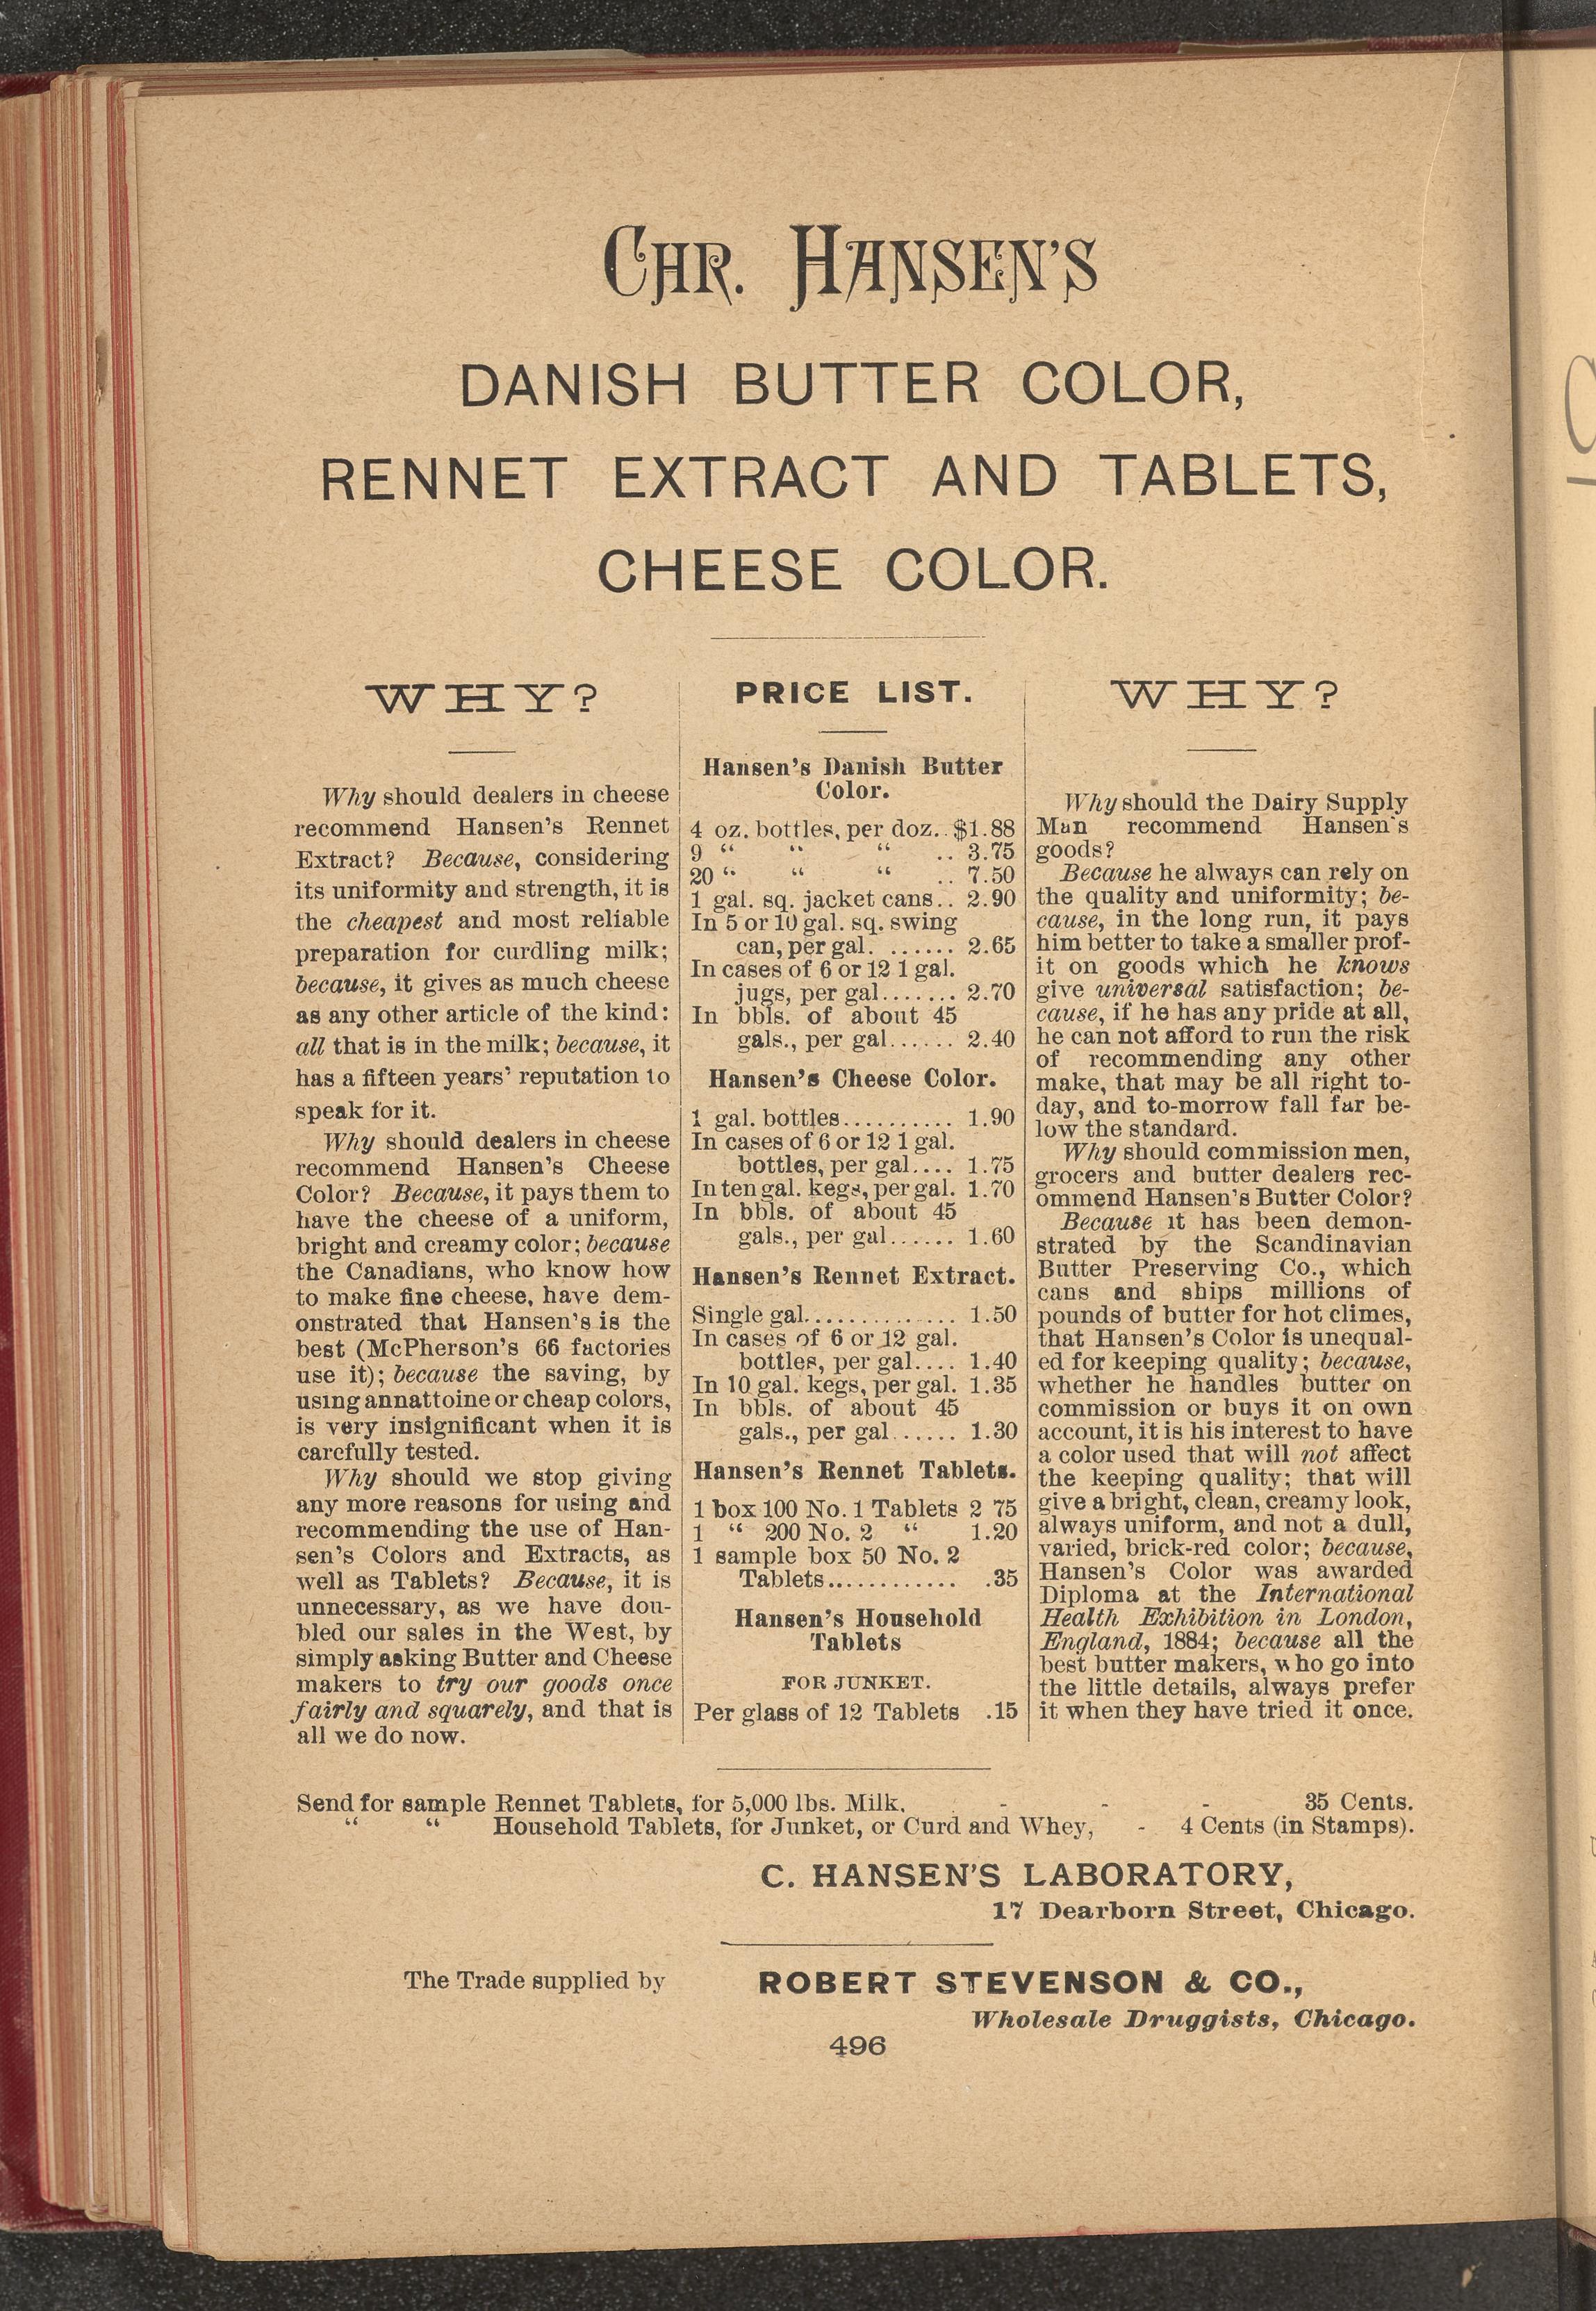 CHR. HANSEN'S
DANISH BUTTER COLOR,
RENNET EXTRACT AND TABLETS,
CHEESE COLOR.
WHY?
Why should dealers in cheese
recommend Hansen's Rennet
Extract? Because, considering
its uniformity and strength, it is
the cheapest and most reliable
preparation for curdling milk;
because, it gives as much cheese
as any other article of the kind:
all that is in the milk; because, it
has a fifteen years' reputation to
speak for it.
Why should dealers in cheese
recommend Hansen's Cheese
Color? Because, it pays them to
have the cheese of a uniform,
bright and creamy color; because
the Canadians, who know how
to make fine cheese, have dem-
onstrated that Hansen's is the
best (McPherson's 66 factories
use it); because the saving, by
using annattoine or cheap colors,
is very insignificant when it is
carefully tested.
Why should we stop giving
any more reasons for using and
recommending the use of Han-
sen's Colors and Extracts, as
well as Tablets? Because, it is
unnecessary, as we have dou-
bled our sales in the West, by
simply asking Butter and Cheese
makers to try our goods once
fairly and squarely, and that is
all we do now.
PRICE LIST.
Hansen's Danish Butter
Color.
4 oz. bottles, per doz.. $1.88
9 “ “ “ .. 3.75
20 “ “ “ .. 7.50
1 gal. sq. jacket cans.. 2.90
In 5 or 10 gal. sq. swing
can, per gal. ...... 2.65
In cases of 6 or 12 1 gal.
jugs, per gal....... 2.70
In bbls. of about 45
gals., per gal...... 2.40
Hansen's Cheese Color.
1 gal. bottles.......... 1.90
In cases of 6 or 12 1 gal.
bottles, per gal.... 1.75
In ten gal. kegs, per gal. 1.70
In bbls. of about 45
gals., per gal...... 1.60
Hansen's Rennet Extract.
Single gal.............. 1.50
In cases of 6 or 12 gal.
bottles, per gal.... 1.40
In 10 gal. kegs, per gal. 1.35
In bbls. of about 45
gals., per gal...... 1.30
Hansen's Rennet Tablets.
1 box 100 No. 1 Tablets 2 75
1 “ 200 No. 2 “ 1.20
1 sample box 50 No. 2
Tablets............ .35
Hansen's Household
Tablets
FOR JUNKET.
Per glass of 12 Tablets .15
WHY?
Why should the Dairy Supply
Man recommend Hansen's
goods?
Because he always can rely on
the quality and uniformity; be-
cause, in the long run, it pays
him better to take a smaller prof-
it on goods which he knows
give universal satisfaction; be-
cause, if he has any pride at all,
he can not afford to run the risk
of recommending any other
make, that may be all right to-
day, and to-morrow fall far be-
low the standard.
Why should commission men,
grocers and butter dealers rec-
ommend Hansen's Butter Color?
Because it has been demon-
strated by the Scandinavian
Butter Preserving Co., which
cans and ships millions of
pounds of butter for hot climes,
that Hansen's Color is unequal-
ed for keeping quality; because,
whether he handles butter on
commission or buys it on own
account, it is his interest to have
a color used that will not affect
the keeping quality; that will
give a bright, clean, creamy look,
always uniform, and not a dull,
varied, brick-red color; because,
Hansen's Color was awarded
Diploma at the International
Health Exhibition in London,
England, 1884; because all the
best butter makers, who go into
the little details, always prefer
it when they have tried it once.
Send for sample Rennet Tablets, for 5,000 lbs. Milk, - - - 35 Cents.
“ “ Household Tablets, for Junket, or Curd and Whey, - 4 Cents (in Stamps).
C. HANSEN'S LABORATORY,
17 Dearborn Street, Chicago.
The Trade supplied by ROBERT STEVENSON & CO.,
Wholesale Druggists, Chicago.
496